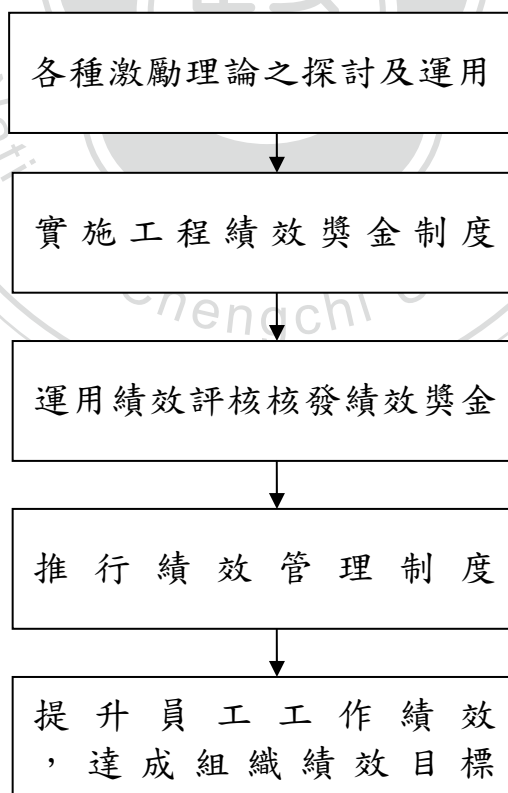 各種激勵理論之探討及運用
實施工程績效獎金制度
Chengchi
運用績效評核核發績效獎金
推行績效管理制度
提升員工工作績效
，達成組織績效目標